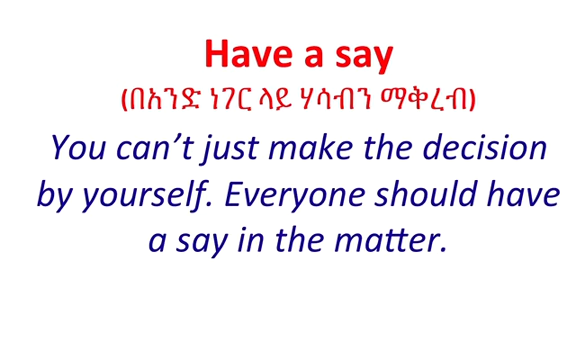 Have a say
(በአንድ ነገር ላይ ሃሳብን ማቅረብ)
You can’t just make the decision
by yourself. Everyone should have
a say in the matter.